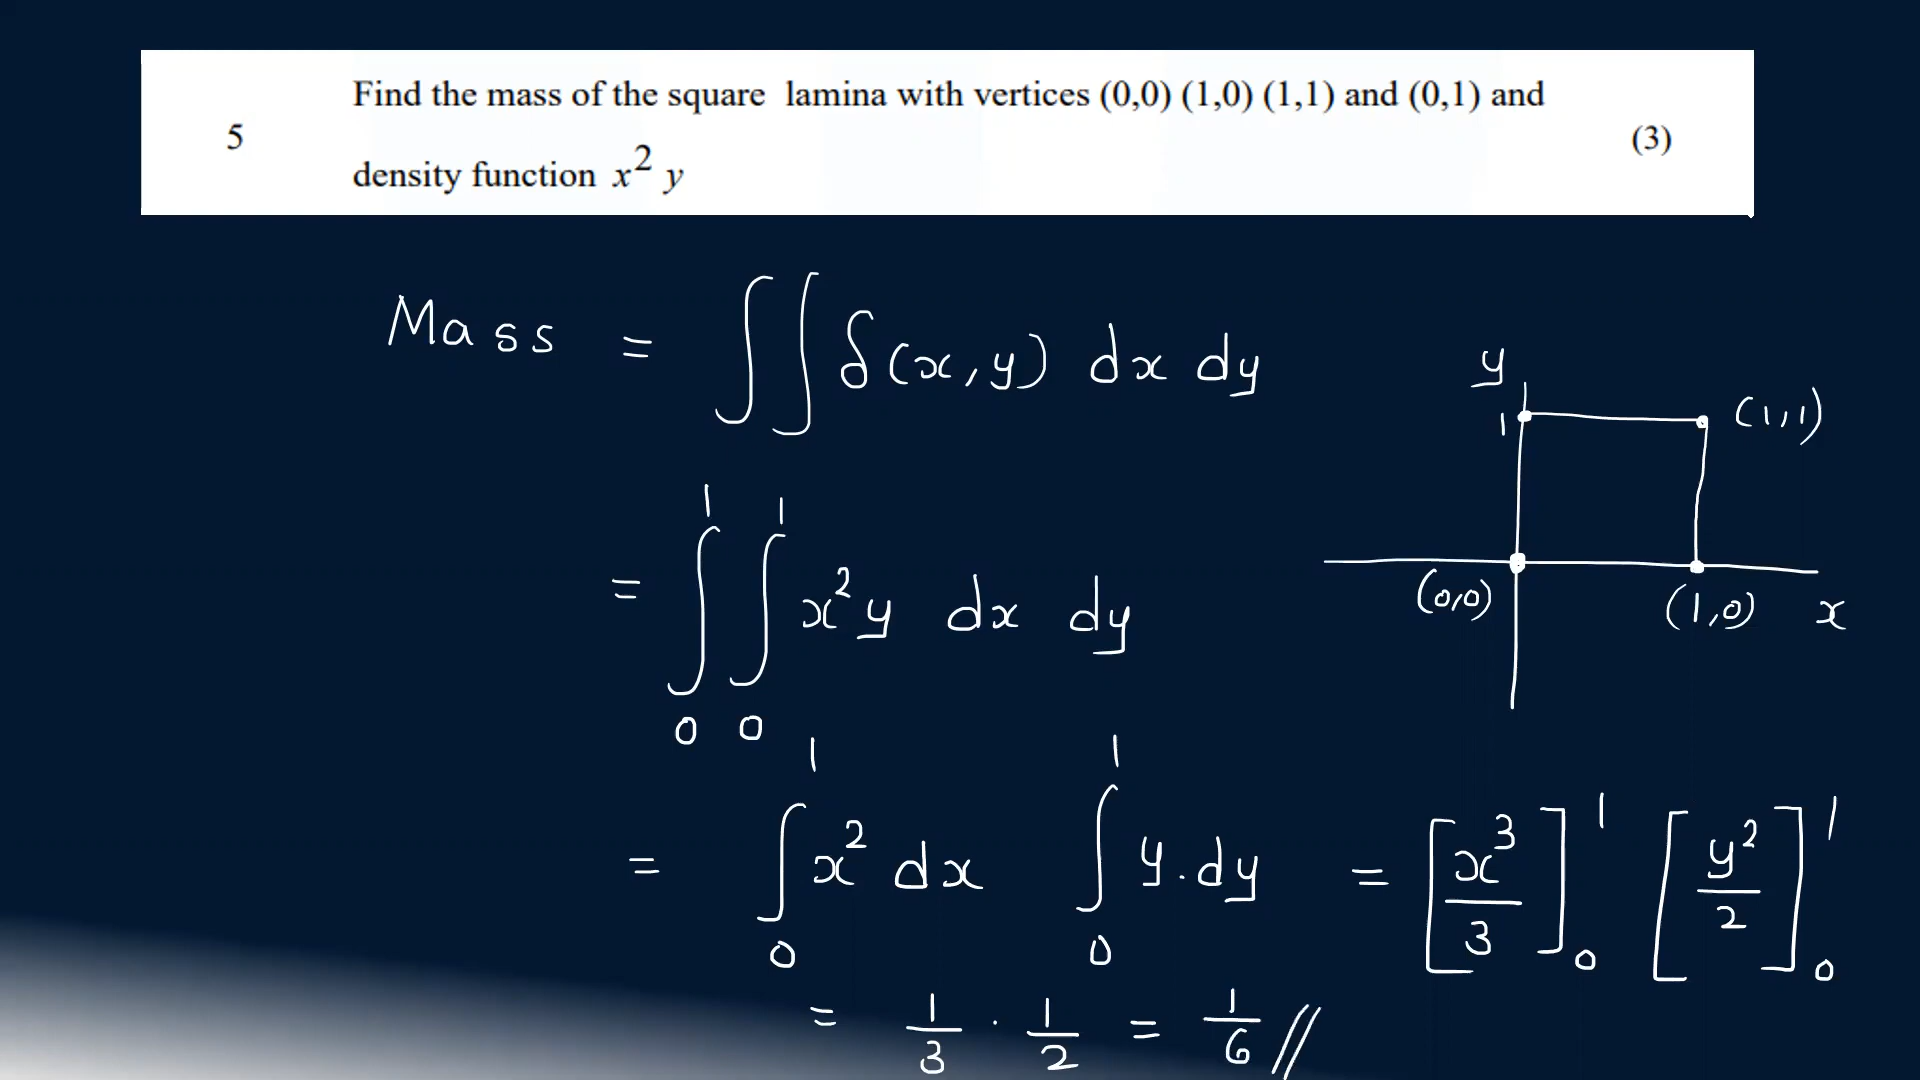 5 Find the mass of the square lamina with vertices (0,0) (1,0) (1,1) and (0,1) and (3)
density function x² y
Mass = ∫∫ δ(x,y) dx dy
= ∫₀¹ ∫₀¹ x²y dx dy
y
1
(1,1)
(0,0)
(1,0)
x
= ∫₀¹ x² dx ∫₀¹ y.dy = [x³/3]₀¹ [y²/2]₀¹
= 1/3 · 1/2 = 1/6 //